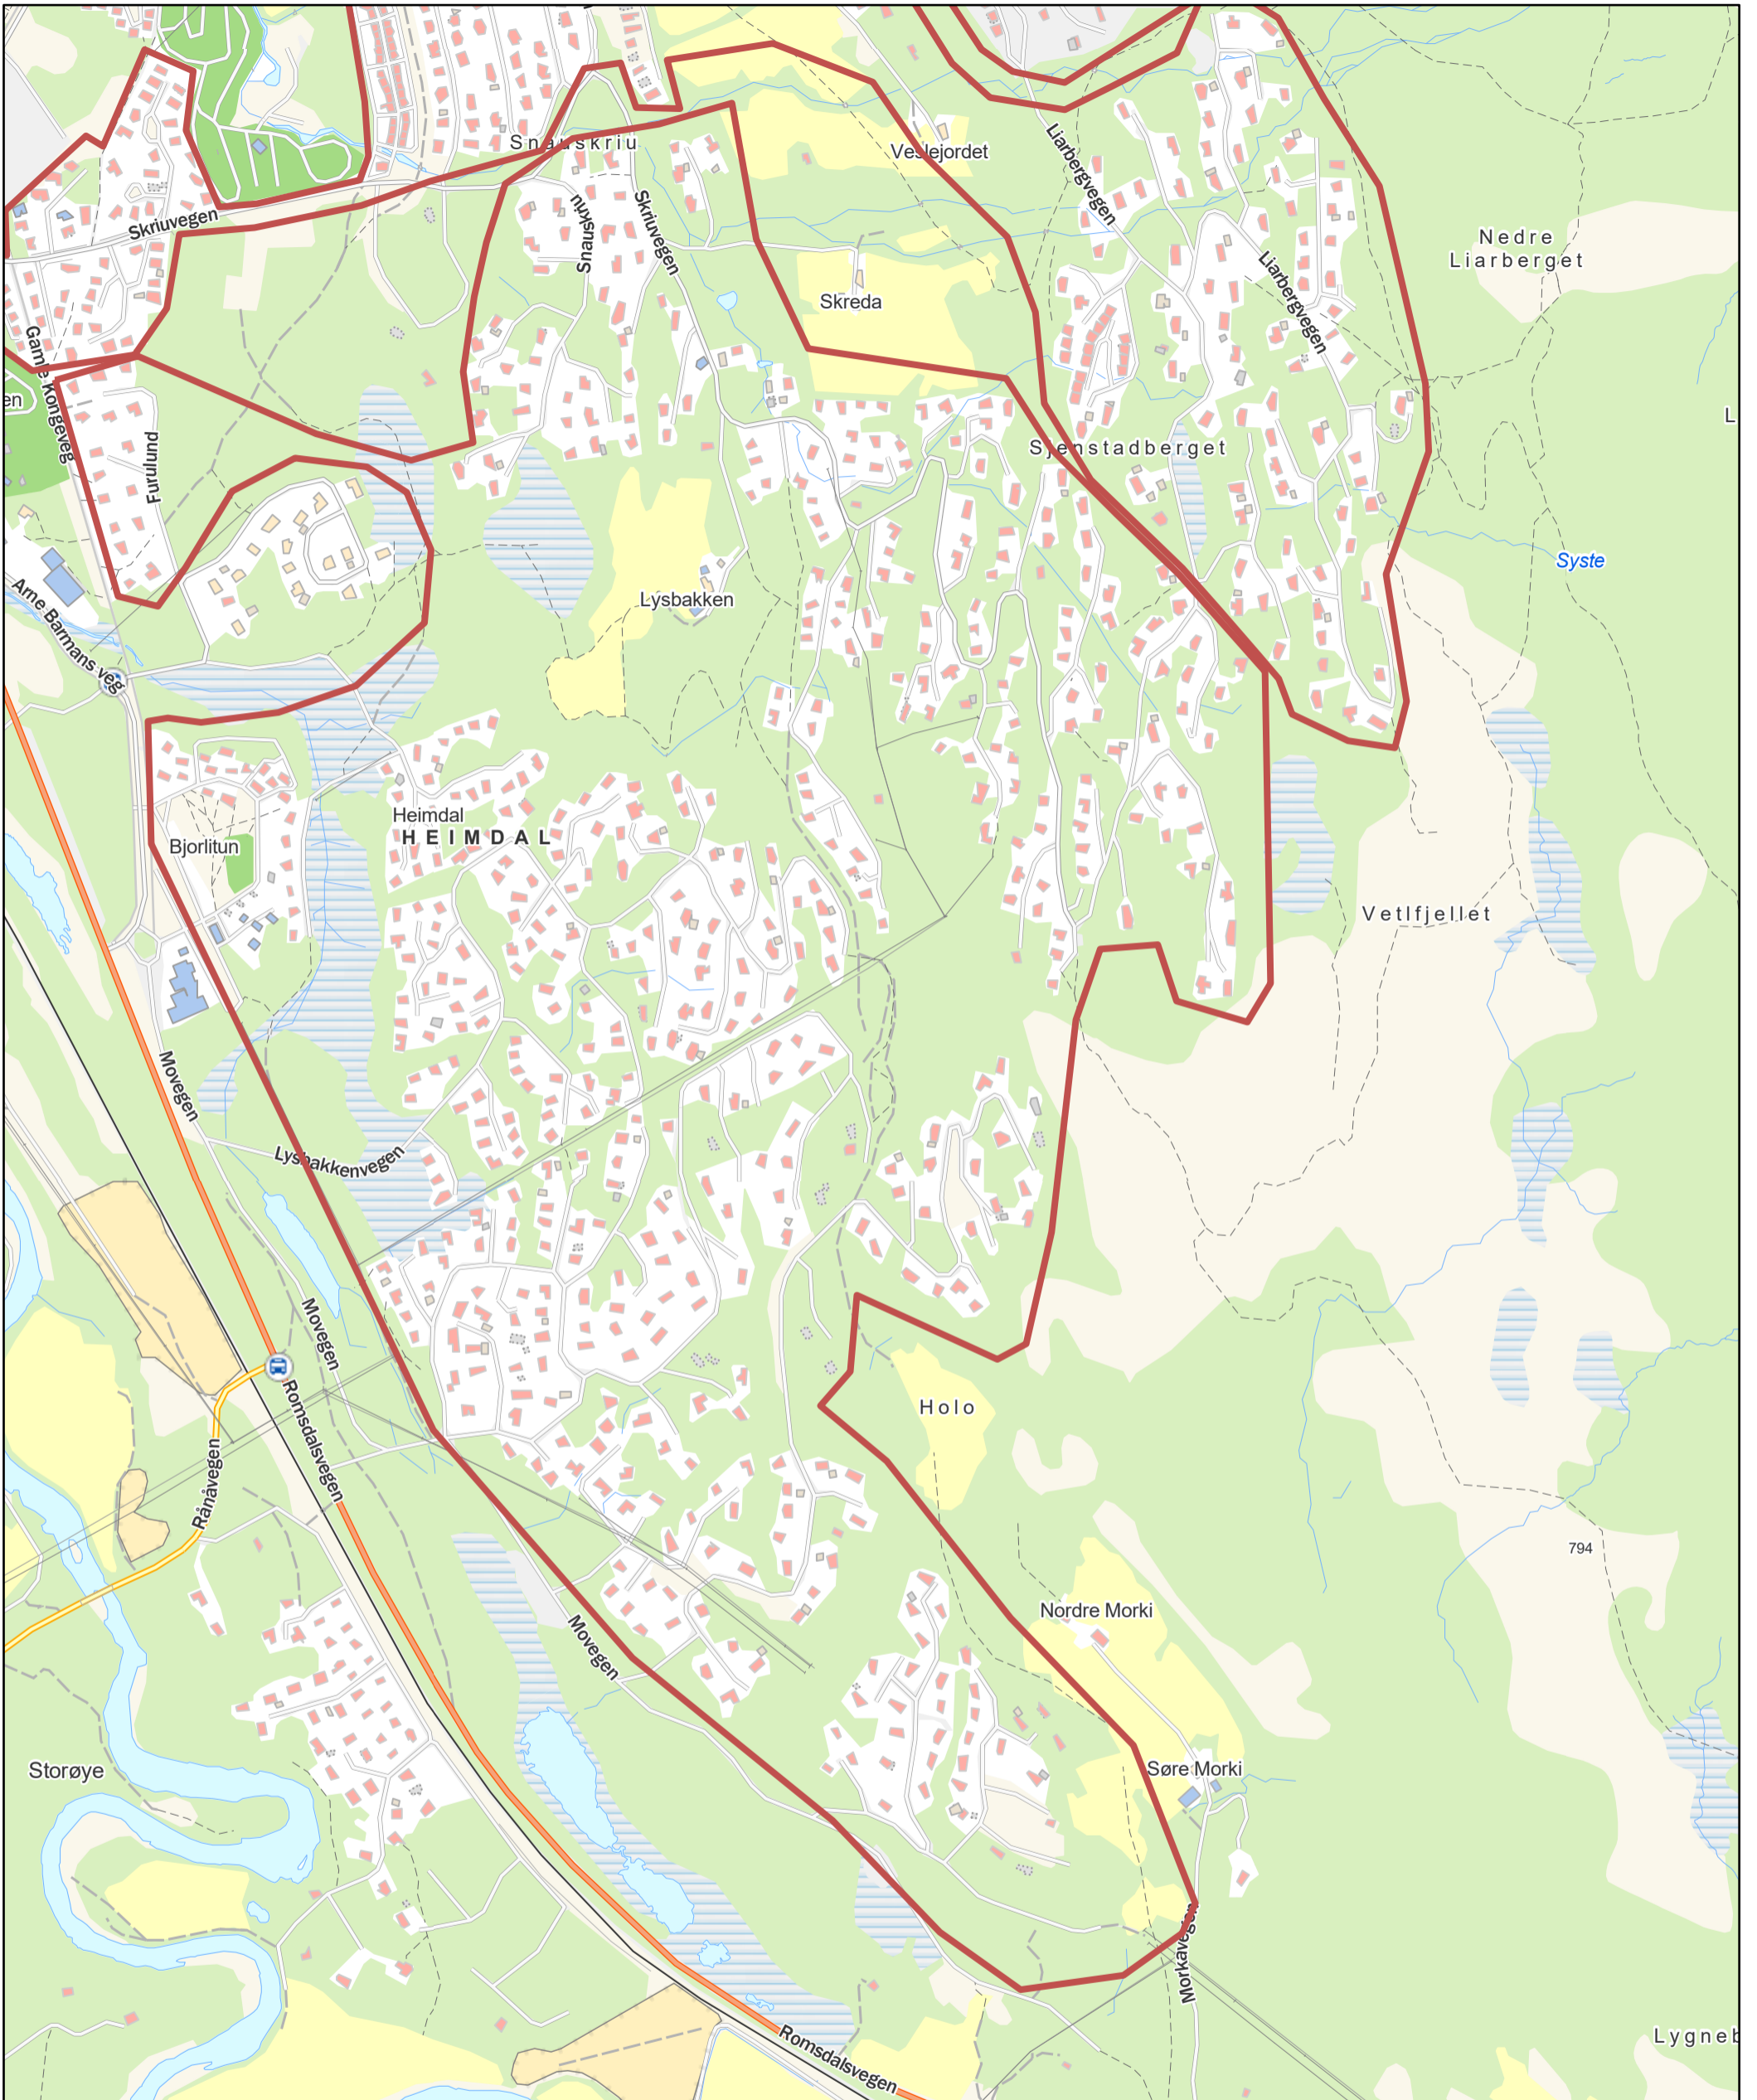 Snauskriu
Veslejordet
Liarbergvegen
Skriuvegen
Snauskriu
Skriuvegen
Nedre
Liarberget
Liarbergvegen
Skreda
Gamle Kongeveg
en
L
Sjenstadberget
Furulund
Syste
Lysbakken
Arne Barmans veg
Heimdal
HEIMDAL
Bjorlitun
Vetlfjellet
Movegen
Lysbakkenvegen
Movegen
Holo
Romsdalsvegen
Rånåvegen
794
Nordre Morki
Movegen
Storøye
Søre Morki
Morkavegen
Romsdalsvegen
Lygneb